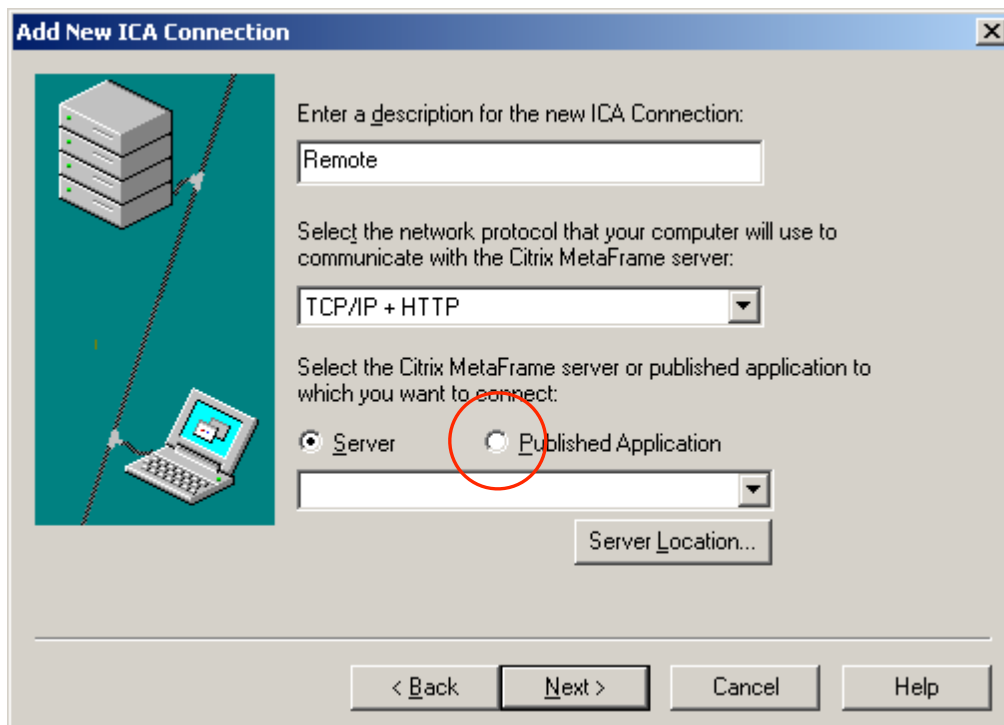 Add New ICA Connection
Enter a description for the new ICA Connection:
Remote
Select the network protocol that your computer will use to
communicate with the Citrix MetaFrame server:
TCP/IP + HTTP
Select the Citrix MetaFrame server or published application to
which you want to connect:
Server Published Application
Server Location...
< Back Next > Cancel Help